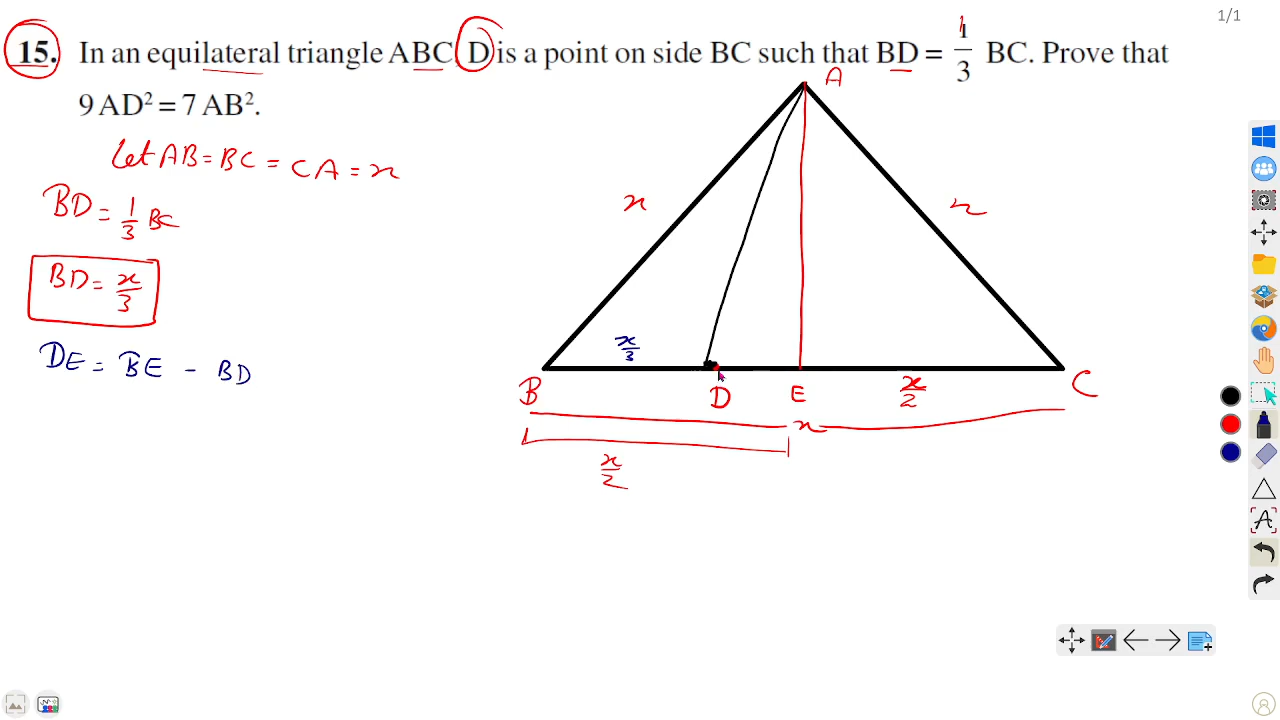 1/1
15. In an equilateral triangle ABC, D is a point on side BC such that BD = 1/3 BC. Prove that
9 AD² = 7 AB².
Let AB = BC = CA = x
BD = 1/3 BC
BD = x/3
DE = BE - BD
A
x
x
x/3
B
D
E
x/2
C
x
x/2